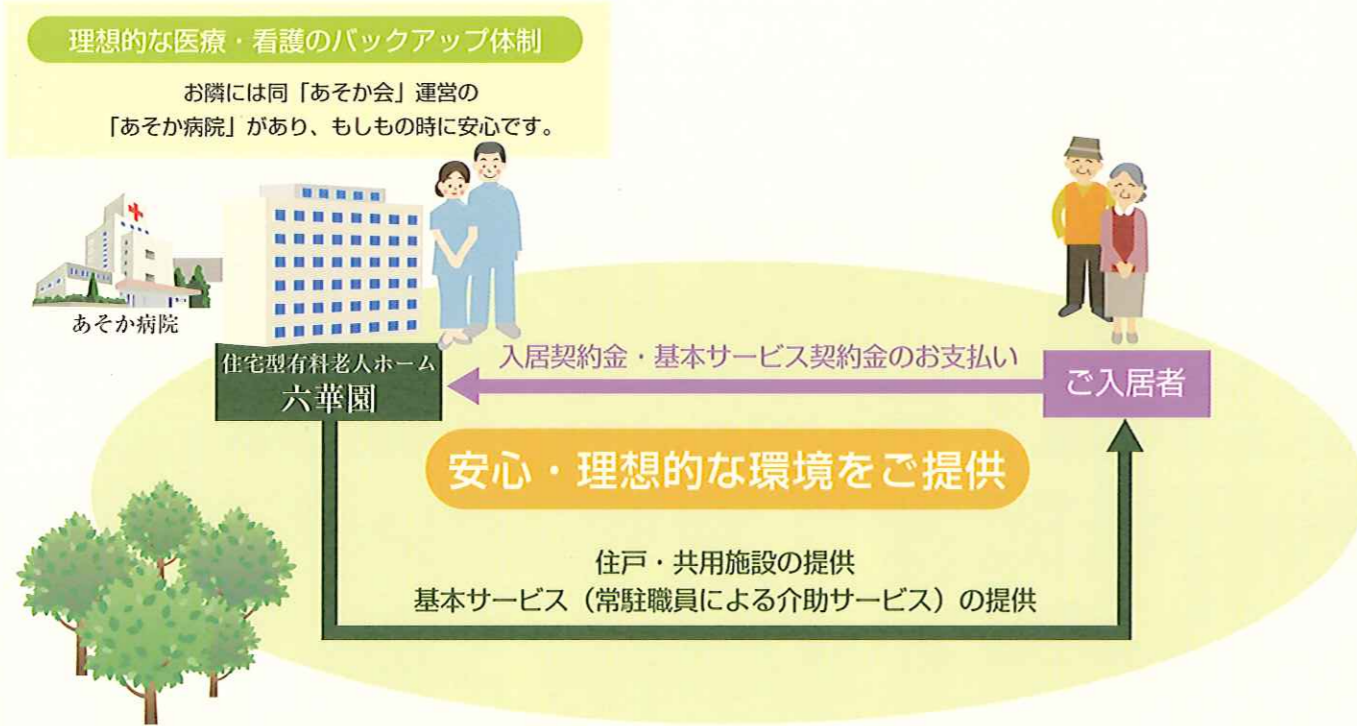 理想的な医療・看護のバックアップ体制
お隣には同「あそか会」運営の
「あそか病院」があり、もしもの時に安心です。
あそか病院
住宅型有料老人ホーム
六華園
入居契約金・基本サービス契約金のお支払い
ご入居者
安心・理想的な環境をご提供
住戸・共用施設の提供
基本サービス（常駐職員による介助サービス）の提供